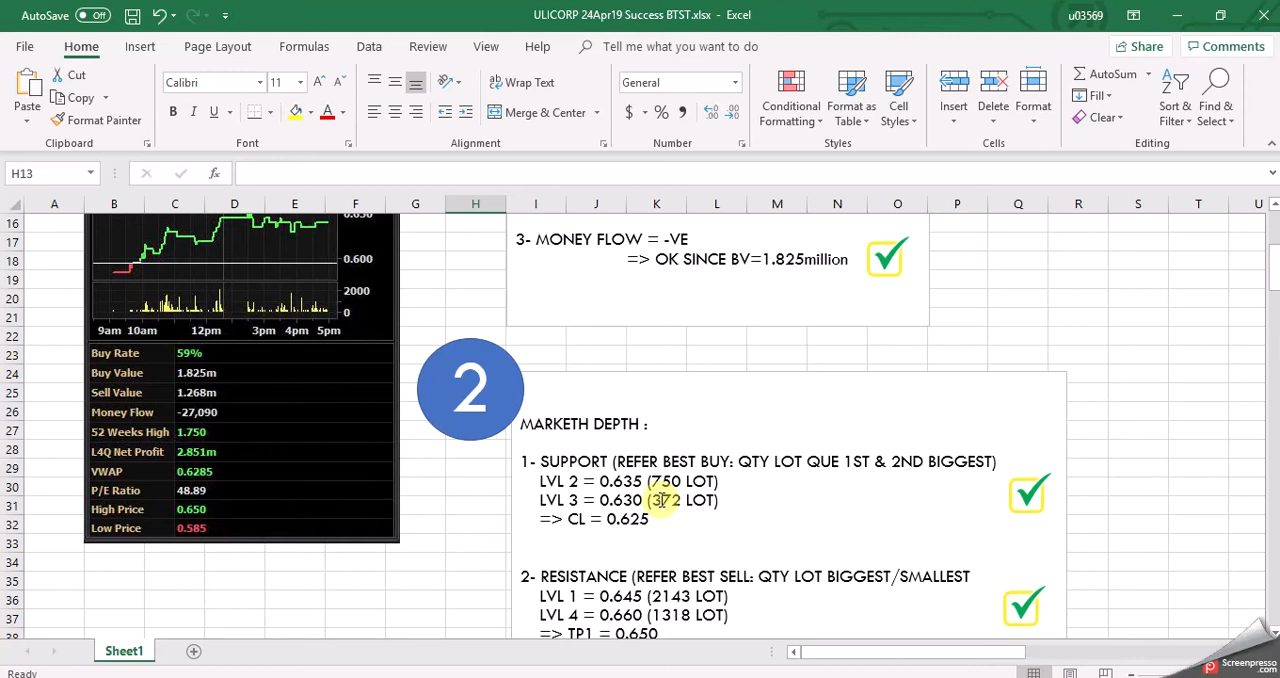 AutoSave Off
ULICORP 24Apr19 Success BTST.xlsx - Excel
u03569
File Home Insert Page Layout Formulas Data Review View Help Tell me what you want to do Share Comments
Paste Cut Calibri 11 Wrap Text General Conditional Format as Cell Insert Delete Format AutoSum Sort & Find &
Copy Merge & Center Formatting Table Styles Fill Filter Select
Format Painter Clear
Clipboard Font Alignment Number Styles Cells Editing
H13 fx
A B C D E F G H I J K L M N O P Q R S T U
16
17
18
19
20
21
22
23
24
25
26
27
28
29
30
31
32
33
34
35
36
37
38
0.650
0.600
2000
0
9am 10am 12pm 3pm 4pm 5pm
Buy Rate 59%
Buy Value 1.825m
Sell Value 1.268m
Money Flow -27,090
52 Weeks High 1.750
L4Q Net Profit 2.851m
VWAP 0.6285
P/E Ratio 48.89
High Price 0.650
Low Price 0.585
3- MONEY FLOW = -VE
=> OK SINCE BV=1.825million
2
MARKETH DEPTH :
1- SUPPORT (REFER BEST BUY: QTY LOT QUE 1ST & 2ND BIGGEST)
LVL 2 = 0.635 (750 LOT)
LVL 3 = 0.630 (372 LOT)
=> CL = 0.625
2- RESISTANCE (REFER BEST SELL: QTY LOT BIGGEST/SMALLEST
LVL 1 = 0.645 (2143 LOT)
LVL 4 = 0.660 (1318 LOT)
=> TP1 = 0.650
Sheet1
Ready
Screenpresso
.com